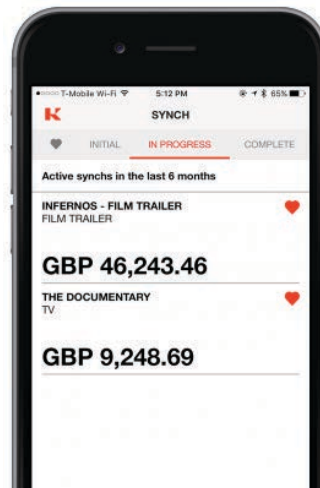 T-Mobile Wi-Fi 5:12 PM 65%
K
SYNCH
INITIAL IN PROGRESS COMPLETE
Active synchs in the last 6 months
INFERNOS - FILM TRAILER
FILM TRAILER
GBP 46,243.46
THE DOCUMENTARY
TV
GBP 9,248.69